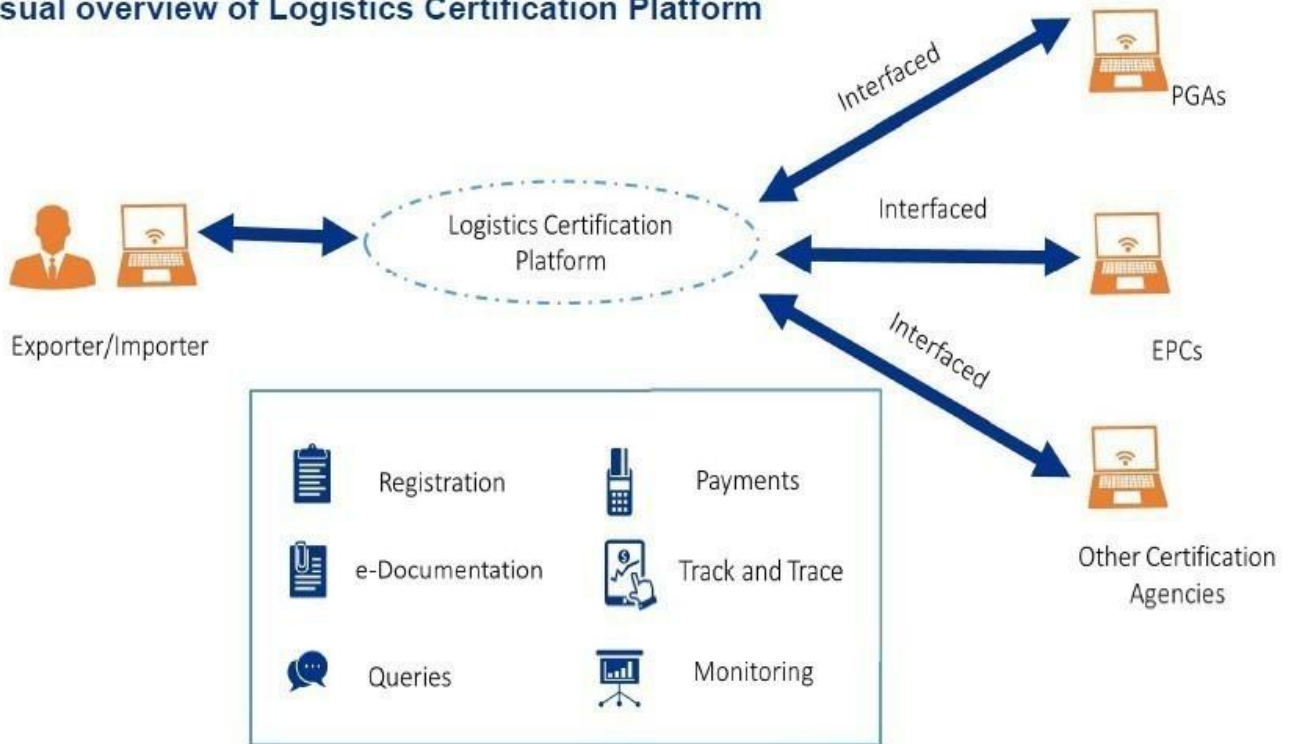 sual overview of Logistics Certification Platform
Interfaced
PGAs
Logistics Certification
Platform
Interfaced
Exporter/Importer
Interfaced
EPCs
Registration
Payments
e-Documentation
Track and Trace
Queries
Monitoring
Other Certification
Agencies